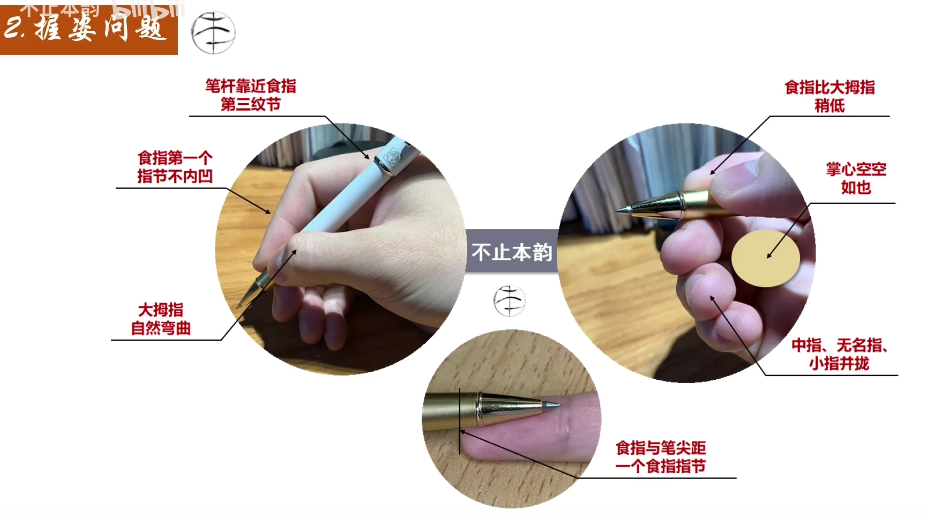 不止本韵 bilibili
2.握姿问题
笔杆靠近食指
第三纹节
食指第一个
指节不内凹
大拇指
自然弯曲
不止本韵
食指比大拇指
稍低
掌心空空
如也
中指、无名指、
小指并拢
食指与笔尖距
一个食指指节